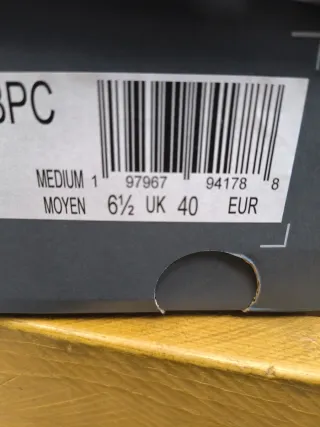 BPC
MEDIUM 1 97967 94178 8
MOYEN 6½ UK 40 EUR